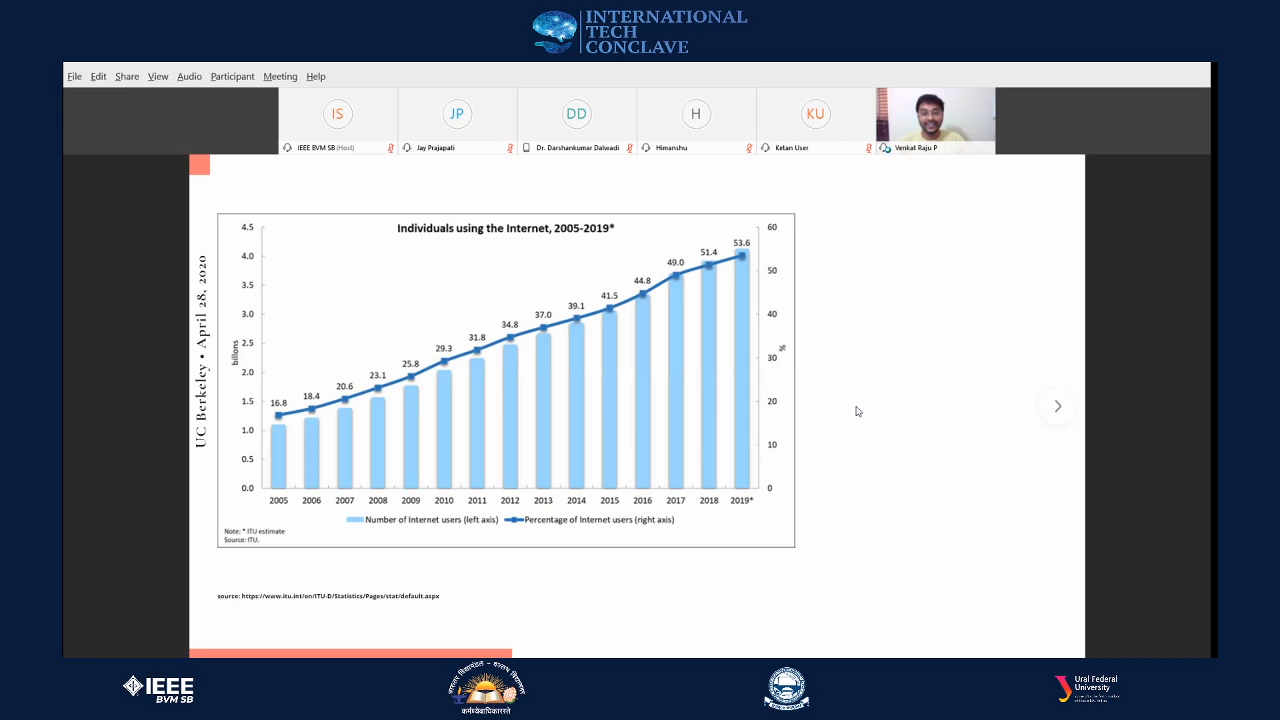 INTERNATIONAL
TECH
CONCLAVE
File Edit Share View Audio Participant Meeting Help
IS
JP
DD
H
KU
IEEE BVM SB (Host)
Jay Prajapati
Dr. Darshankumar Dalwadi
Himanshu
Ketan User
Venkat Raju P
UC Berkeley • April 28, 2020
Individuals using the Internet, 2005-2019*
4.5
4.0
3.5
3.0
2.5
2.0
1.5
1.0
0.5
0.0
billions
16.8
18.4
20.6
23.1
25.8
29.3
31.8
34.8
37.0
39.1
41.5
44.8
49.0
51.4
53.6
60
50
40
30
20
10
0
%
2005 2006 2007 2008 2009 2010 2011 2012 2013 2014 2015 2016 2017 2018 2019*
Number of Internet users (left axis) Percentage of Internet users (right axis)
Note: * ITU estimate
Source: ITU.
source: https://www.itu.int/en/ITU-D/Statistics/Pages/stat/default.aspx
IEEE
BVM SB
कर्मण्येवाधिकारस्ते
Ural Federal
University